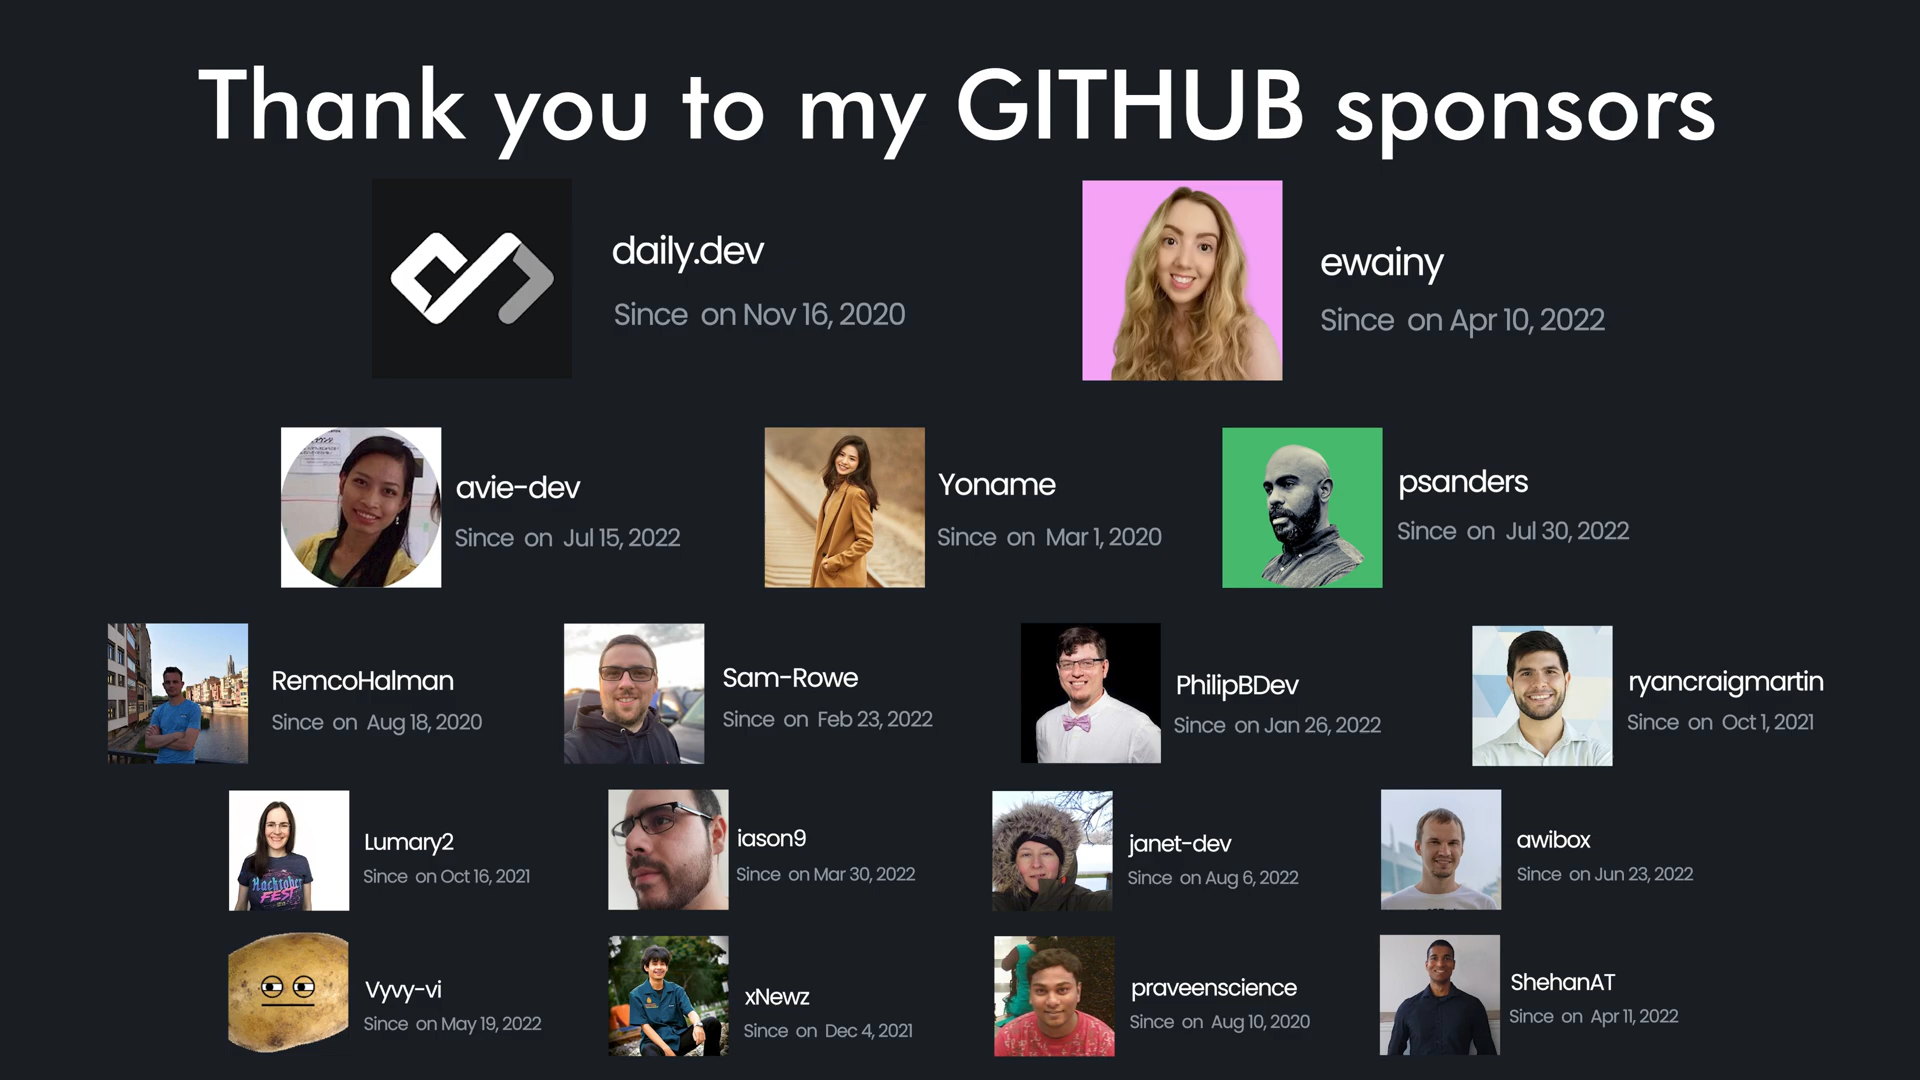 Thank you to my GITHUB sponsors
daily.dev
Since on Nov 16, 2020
ewainy
Since on Apr 10, 2022
avie-dev
Since on Jul 15, 2022
Yoname
Since on Mar 1, 2020
psanders
Since on Jul 30, 2022
RemcoHalman
Since on Aug 18, 2020
Sam-Rowe
Since on Feb 23, 2022
PhilipBDev
Since on Jan 26, 2022
ryancraigmartin
Since on Oct 1, 2021
Lumary2
Since on Oct 16, 2021
Hacktober
FEST
iason9
Since on Mar 30, 2022
janet-dev
Since on Aug 6, 2022
awibox
Since on Jun 23, 2022
Vyvy-vi
Since on May 19, 2022
xNewz
Since on Dec 4, 2021
praveenscience
Since on Aug 10, 2020
ShehanAT
Since on Apr 11, 2022